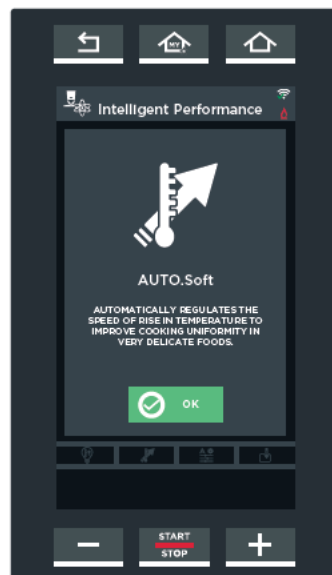 MY
Intelligent Performance
AUTO.Soft
AUTOMATICALLY REGULATES THE
SPEED OF RISE IN TEMPERATURE TO
IMPROVE COOKING UNIFORMITY IN
VERY DELICATE FOODS.
OK
START
STOP